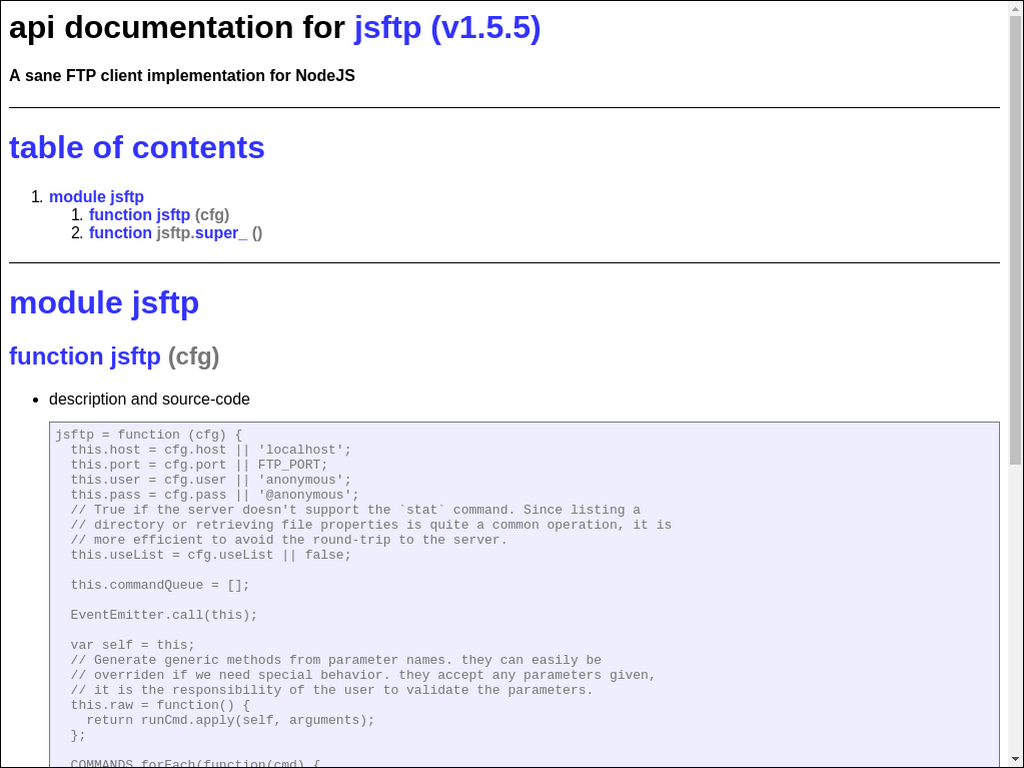 api documentation for jsftp (v1.5.5)
A sane FTP client implementation for NodeJS
table of contents
1. module jsftp
1. function jsftp (cfg)
2. function jsftp.super_ ()
module jsftp
function jsftp (cfg)
• description and source-code
jsftp = function (cfg) {
  this.host = cfg.host || 'localhost';
  this.port = cfg.port || FTP_PORT;
  this.user = cfg.user || 'anonymous';
  this.pass = cfg.pass || '@anonymous';
  // True if the server doesn't support the `stat` command. Since listing a
  // directory or retrieving file properties is quite a common operation, it is
  // more efficient to avoid the round-trip to the server.
  this.useList = cfg.useList || false;
  this.commandQueue = [];
  EventEmitter.call(this);
  var self = this;
  // Generate generic methods from parameter names. they can easily be
  // overriden if we need special behavior. they accept any parameters given,
  // it is the responsibility of the user to validate the parameters.
  this.raw = function() {
    return runCmd.apply(self, arguments);
  };
  COMMANDS.forEach(function(cmd) {